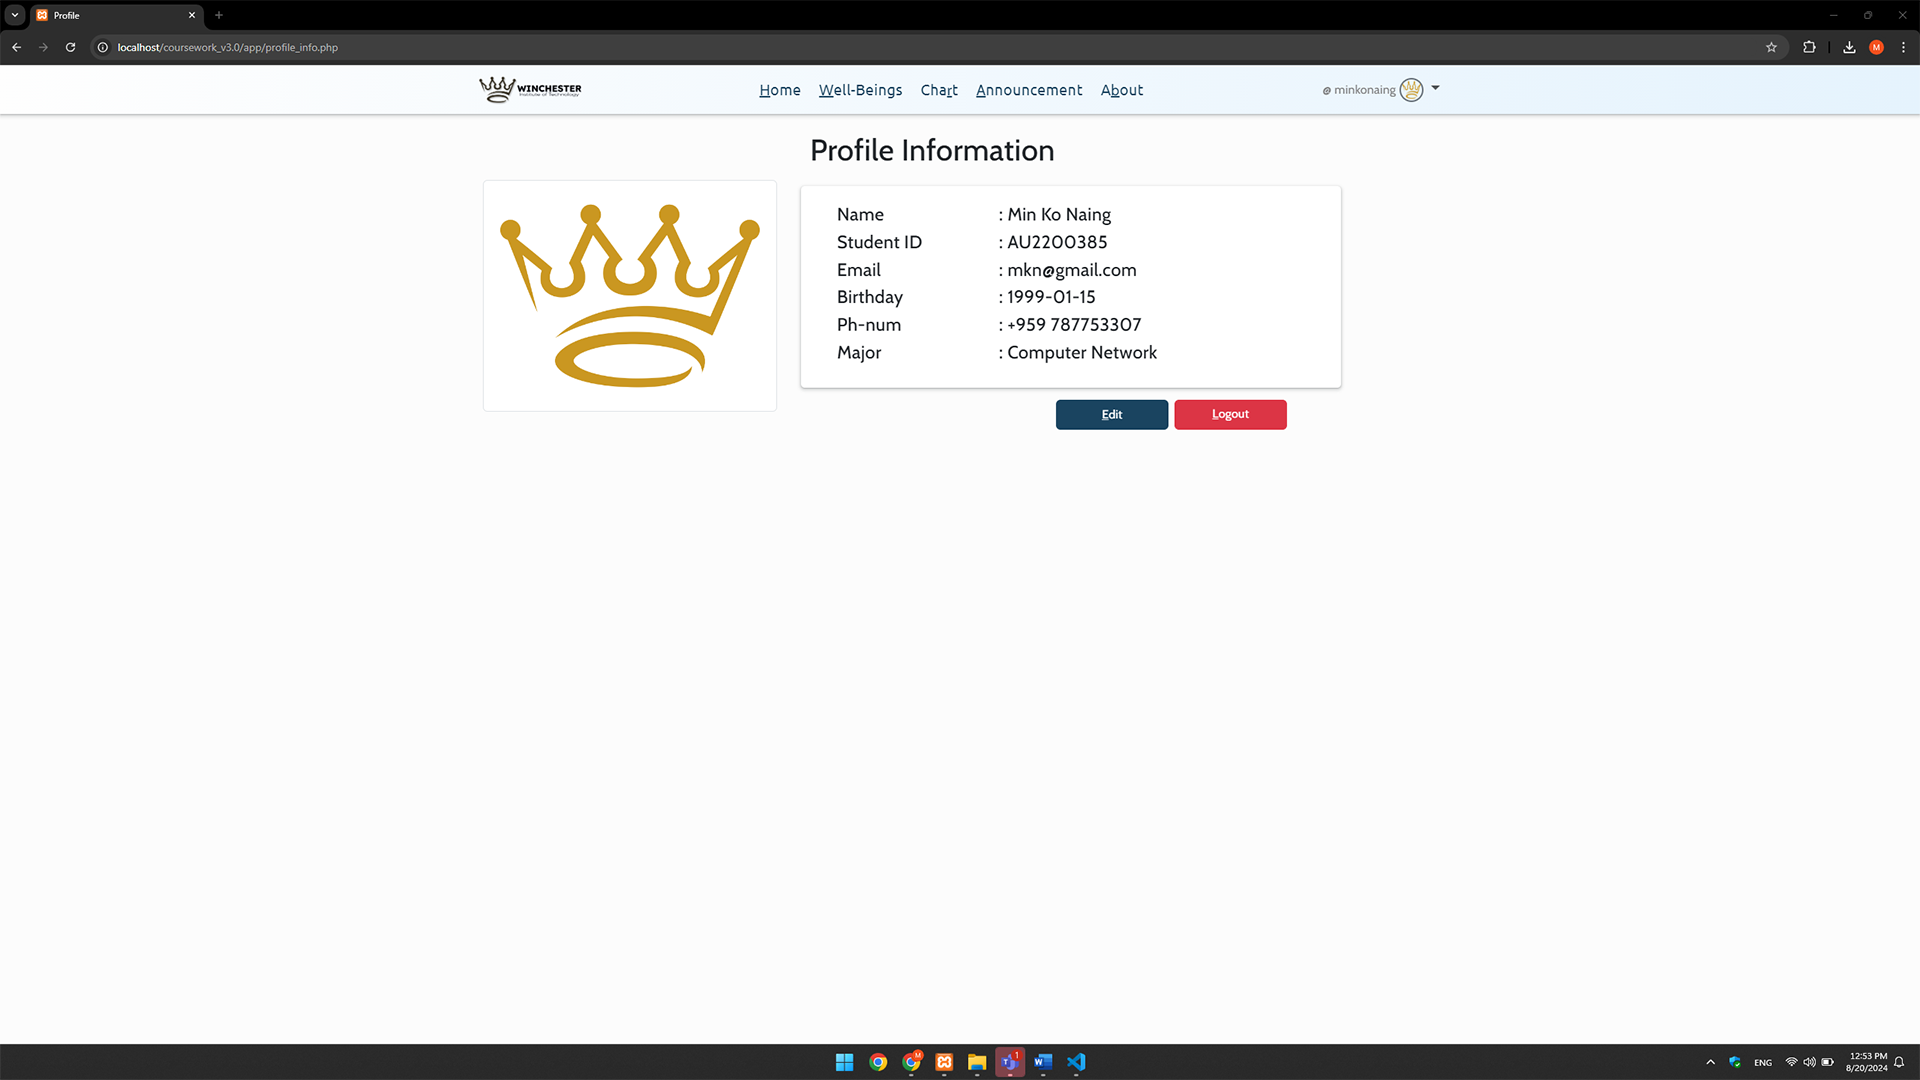 Profile
localhost/coursework_v3.0/app/profile_info.php
M
WINCHESTER
Institute of Technology
Home Well-Beings Chart Announcement About
@ minkonaing
Profile Information
Name : Min Ko Naing
Student ID : AU2200385
Email : mkn@gmail.com
Birthday : 1999-01-15
Ph-num : +959 787753307
Major : Computer Network
Edit Logout
M
1
ENG
12:53 PM
8/20/2024